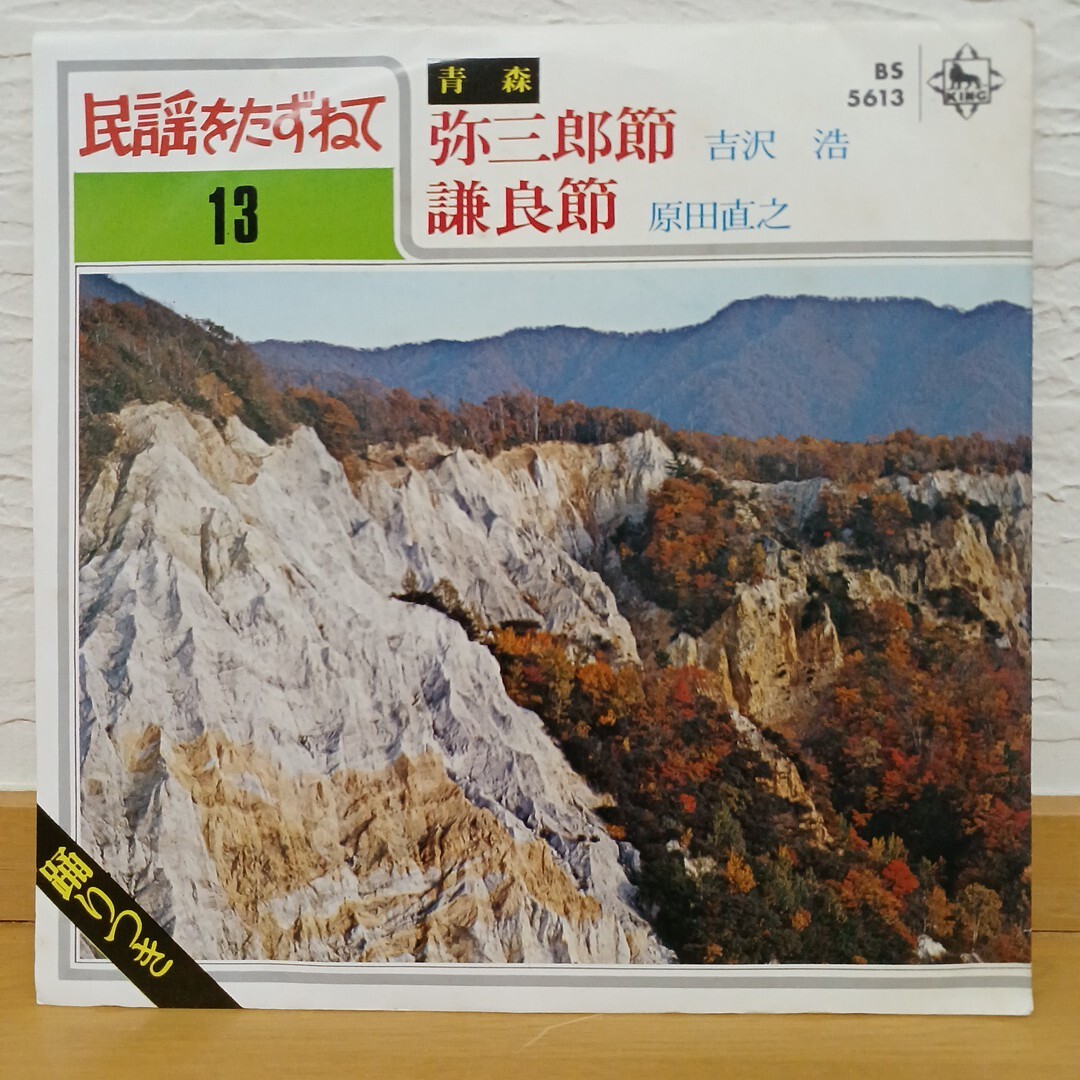 民謡をたずねて
13
青森
弥三郎節 吉沢 浩
謙良節 原田直之
BS
5613
KING
踊りつき